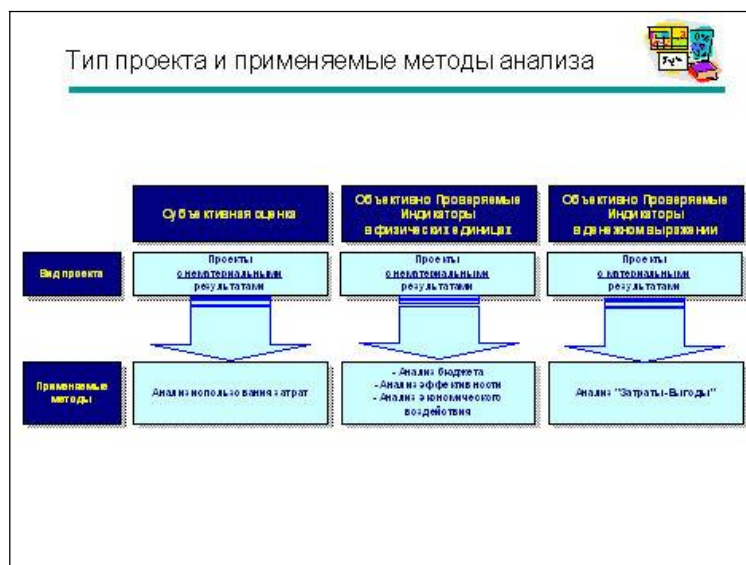 Тип проекта и применяемые методы анализа
Субъективная оценка
Объективно Проверяемые
Индикаторы
в физических единицах
Объективно Проверяемые
Индикаторы
в денежном выражении
Вид проекта
Проекты
с нематериальными
результатами
Проекты
с нематериальными
результатами
Проекты
с материальными
результатами
Применяемые
методы
Анализ использования затрат
- Анализ бюджета
- Анализ эффективности
- Анализ экономического
воздействия
Анализ "Затраты-Выгоды"